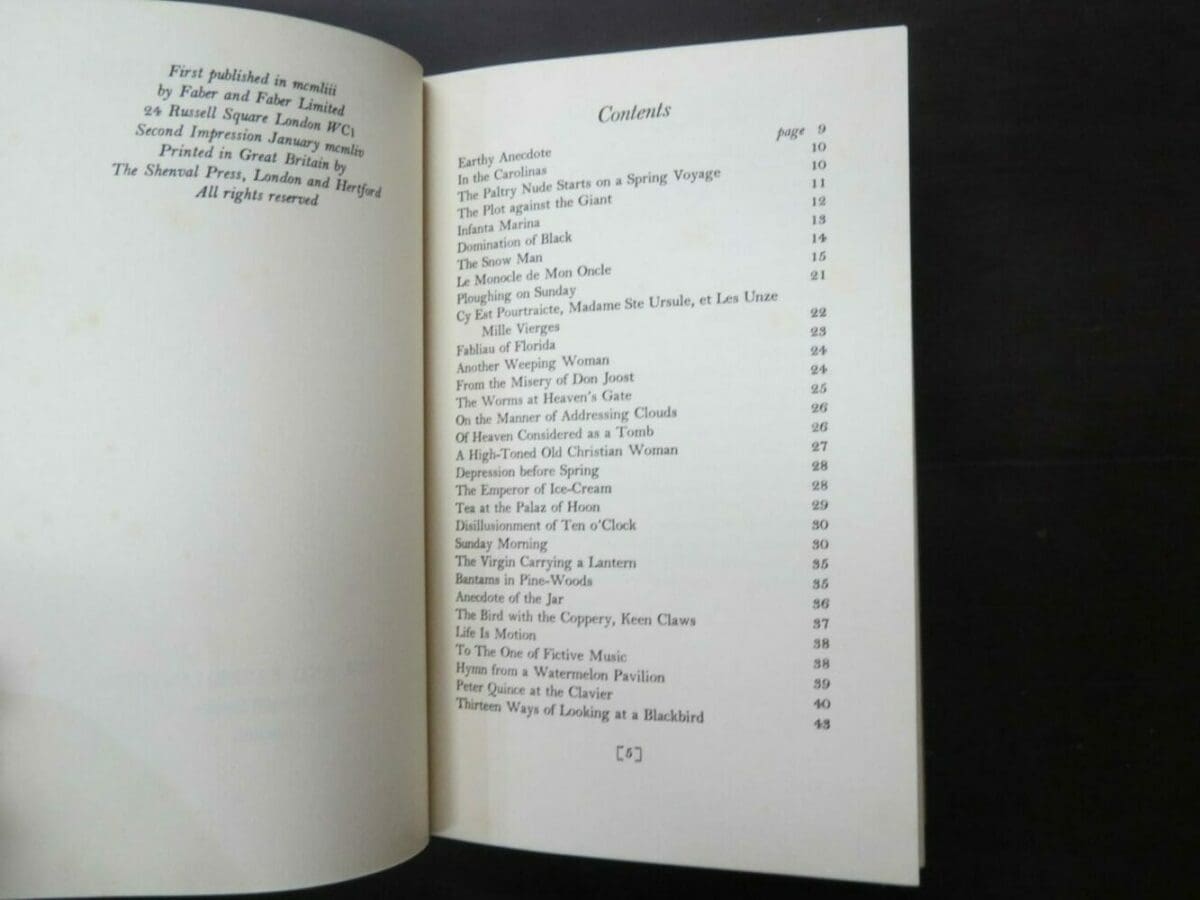 First published in mcmliii
by Faber and Faber Limited
24 Russell Square London WC1
Second Impression January mcmliv
Printed in Great Britain by
The Shenval Press, London and Hertford
All rights reserved
Contents
Earthy Anecdote page 9
In the Carolinas 10
The Paltry Nude Starts on a Spring Voyage 10
The Plot against the Giant 11
Infanta Marina 12
Domination of Black 13
The Snow Man 14
Le Monocle de Mon Oncle 15
Ploughing on Sunday 21
Cy Est Pourtraicte, Madame Ste Ursule, et Les Unze
Mille Vierges 22
Fabliau of Florida 23
Another Weeping Woman 24
From the Misery of Don Joost 24
The Worms at Heaven's Gate 25
On the Manner of Addressing Clouds 26
Of Heaven Considered as a Tomb 26
A High-Toned Old Christian Woman 27
Depression before Spring 28
The Emperor of Ice-Cream 28
Tea at the Palaz of Hoon 29
Disillusionment of Ten o'Clock 30
Sunday Morning 30
The Virgin Carrying a Lantern 35
Bantams in Pine-Woods 35
Anecdote of the Jar 36
The Bird with the Coppery, Keen Claws 37
Life Is Motion 38
To The One of Fictive Music 38
Hymn from a Watermelon Pavilion 39
Peter Quince at the Clavier 40
Thirteen Ways of Looking at a Blackbird 43
[5]